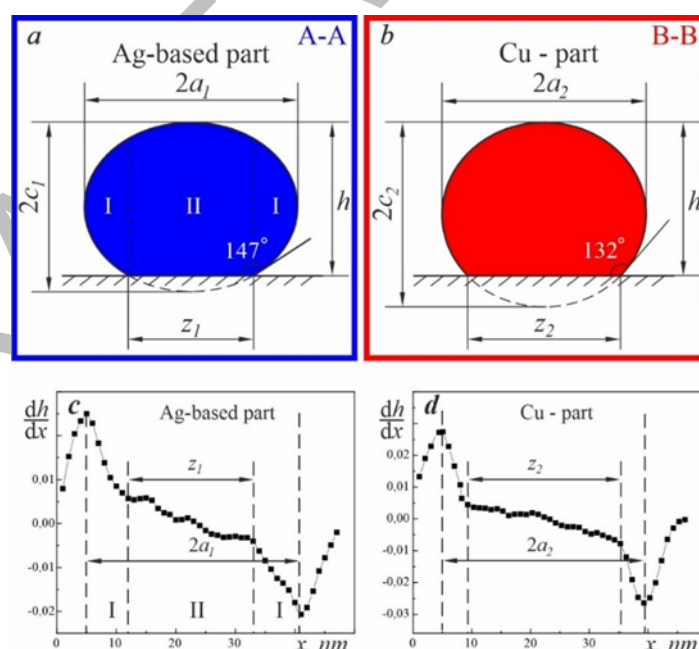 a A-A
Ag-based part
2a₁
2c₁
h
I II I
147°
z₁
b B-B
Cu - part
2a₂
2c₂
h
132°
z₂
c Ag-based part
dh
dx
z₁
2a₁
0,01
0,00
-0,01
-0,02
I II I
0 10 20 30 x, nm
d Cu - part
dh
dx
z₂
2a₂
0,02
0,01
0,00
-0,01
-0,02
-0,03
0 10 20 30 x, nm